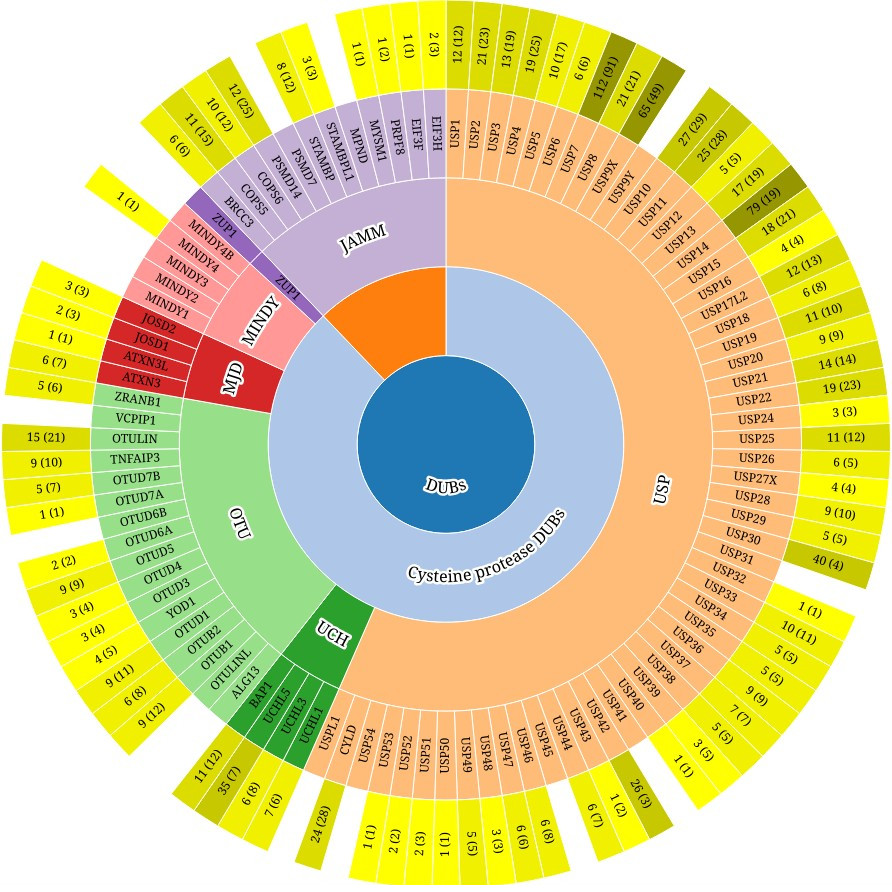 DUBs
Cysteine protease DUBs
USP
UCH
OTU
MJD
MINDY
ZUP1
JAMM
USP1
USP2
USP3
USP4
USP5
USP6
USP7
USP8
USP9X
USP9Y
USP10
USP11
USP12
USP13
USP14
USP15
USP16
USP17L2
USP18
USP19
USP20
USP21
USP22
USP24
USP25
USP26
USP27X
USP28
USP29
USP30
USP31
USP32
USP33
USP34
USP35
USP36
USP37
USP38
USP39
USP40
USP41
USP42
USP43
USP44
USP45
USP46
USP47
USP48
USP49
USP50
USP51
USP52
USP53
USP54
CYLD
USPL1
UCHL1
UCHL3
UCHL5
BAP1
ALG13
OTULINL
OTUB1
OTUB2
OTUD1
YOD1
OTUD3
OTUD4
OTUD5
OTUD6A
OTUD6B
OTUD7A
OTUD7B
TNFAIP3
OTULIN
VCPIP1
ZRANB1
ATXN3
ATXN3L
JOSD1
JOSD2
MINDY1
MINDY2
MINDY3
MINDY4
MINDY4B
ZUP1
BRCC3
COPS5
COPS6
PSMD14
PSMD7
STAMBP
STAMBPL1
MPND
MYSM1
PRPF8
EIF3F
EIF3H
12 (12)
21 (23)
13 (19)
19 (25)
10 (17)
6 (6)
112 (91)
21 (21)
65 (49)
27 (29)
25 (28)
5 (5)
17 (19)
79 (19)
18 (21)
4 (4)
12 (13)
6 (8)
11 (10)
9 (9)
14 (14)
19 (23)
3 (3)
11 (12)
6 (5)
4 (4)
9 (10)
5 (5)
40 (4)
1 (1)
10 (11)
5 (5)
5 (5)
9 (9)
7 (7)
5 (5)
3 (5)
1 (1)
26 (3)
1 (2)
6 (7)
6 (8)
6 (6)
3 (3)
5 (5)
1 (1)
2 (3)
2 (2)
1 (1)
24 (28)
7 (6)
6 (8)
35 (7)
11 (12)
9 (12)
6 (8)
9 (11)
4 (5)
3 (4)
3 (4)
9 (9)
2 (2)
1 (1)
5 (7)
9 (10)
15 (21)
5 (6)
6 (7)
1 (1)
2 (3)
3 (3)
1 (1)
6 (6)
11 (15)
10 (12)
12 (25)
8 (12)
3 (3)
1 (1)
1 (2)
1 (1)
2 (3)